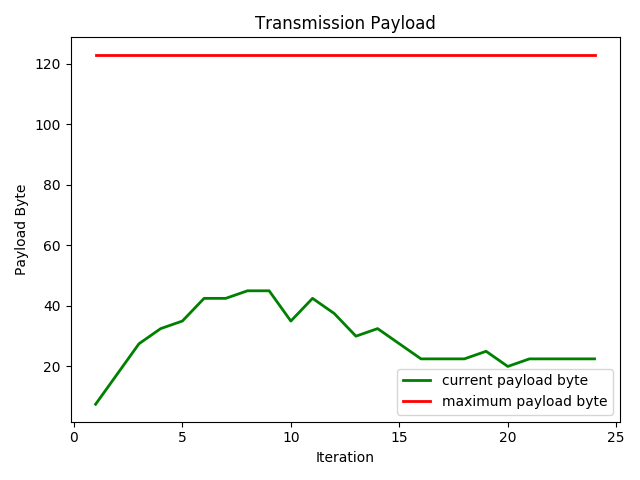 Transmission Payload
120
100
80
60
40
20
Payload Byte
current payload byte
maximum payload byte
0
5
10
15
20
25
Iteration